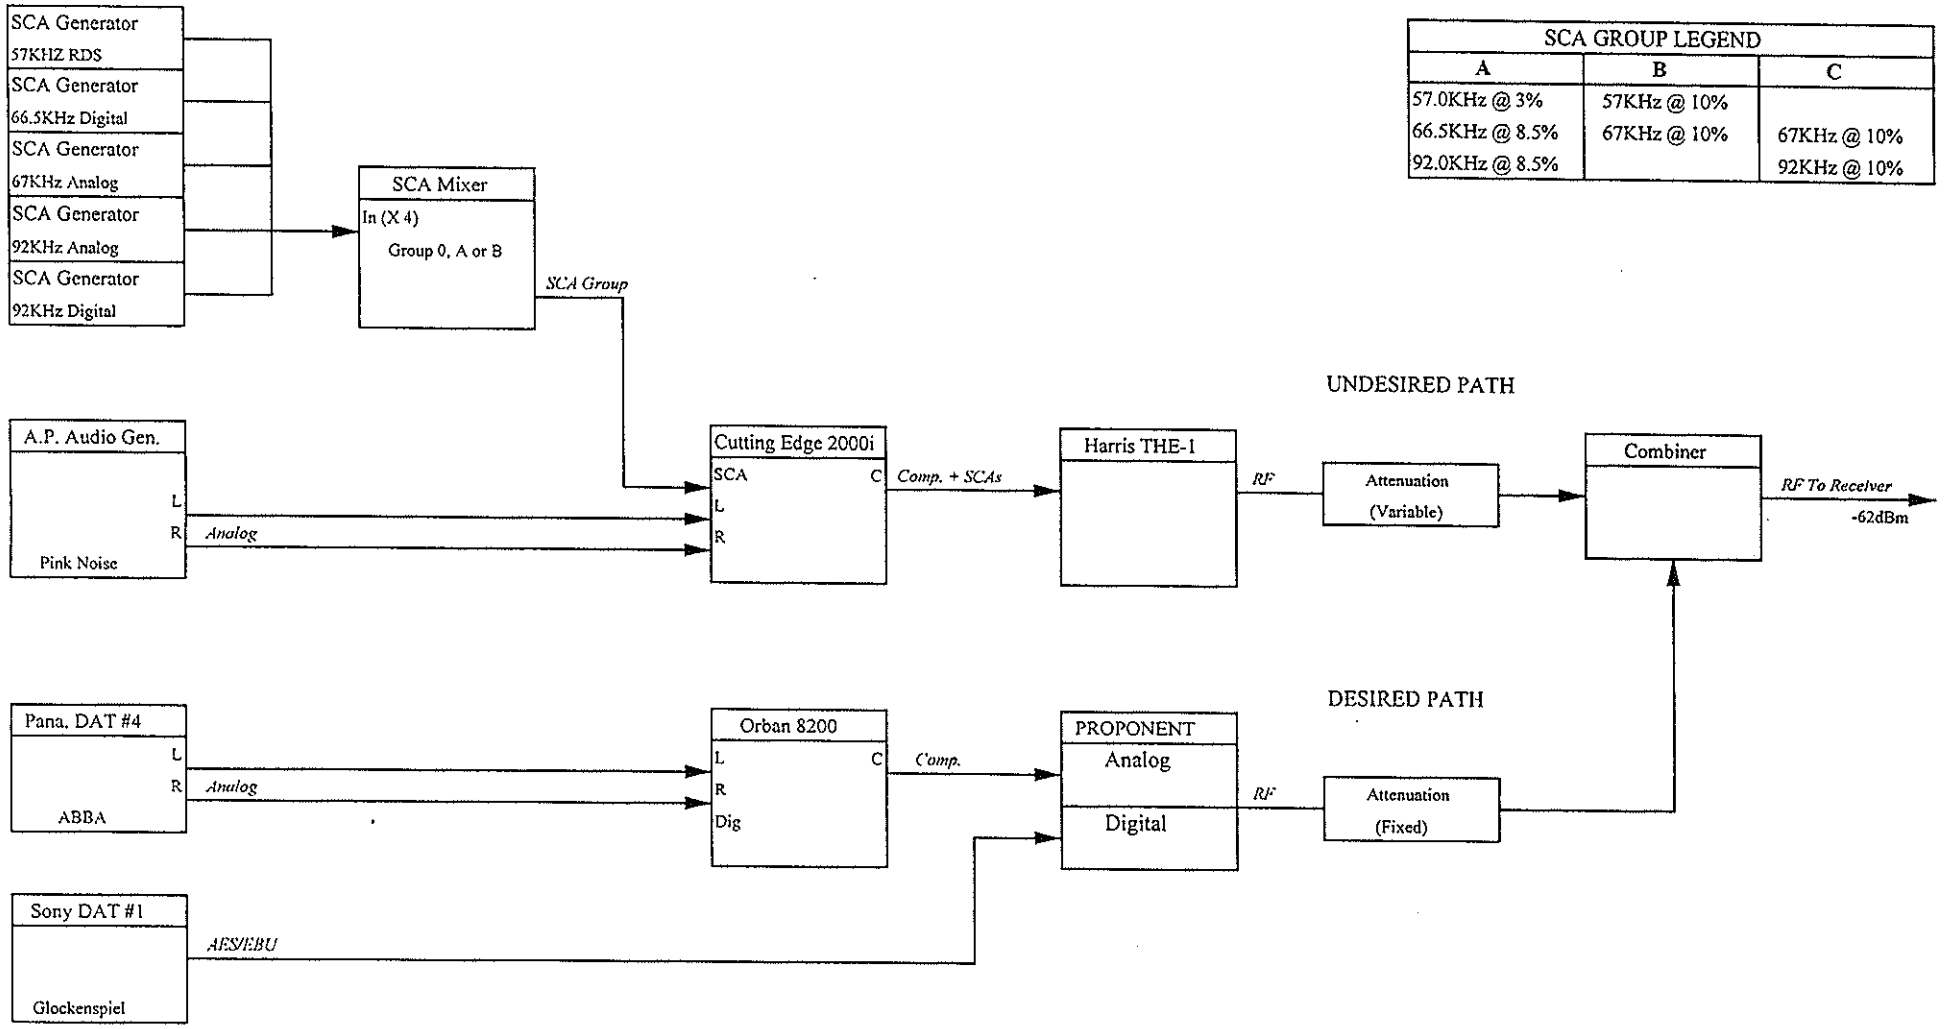 SCA Generator
57KHZ RDS
SCA Generator
66.5KHz Digital
SCA Generator
67KHz Analog
SCA Generator
92KHz Analog
SCA Generator
92KHz Digital
SCA Mixer
In (X 4)
Group 0, A or B
SCA Group
SCA GROUP LEGEND
A B C
57.0KHz @ 3% 57KHz @ 10%
66.5KHz @ 8.5% 67KHz @ 10% 67KHz @ 10%
92.0KHz @ 8.5% 92KHz @ 10%
UNDESIRED PATH
A.P. Audio Gen.
L
R
Analog
Pink Noise
Cutting Edge 2000i
SCA C
L
R
Comp. + SCAs
Harris THE-1
RF
Attenuation
(Variable)
Combiner
RF To Receiver
-62dBm
DESIRED PATH
Pana. DAT #4
L
R
Analog
ABBA
Orban 8200
L C
R
Dig
Comp.
PROPONENT
Analog
Digital
RF
Attenuation
(Fixed)
Sony DAT #1
AES/EBU
Glockenspiel